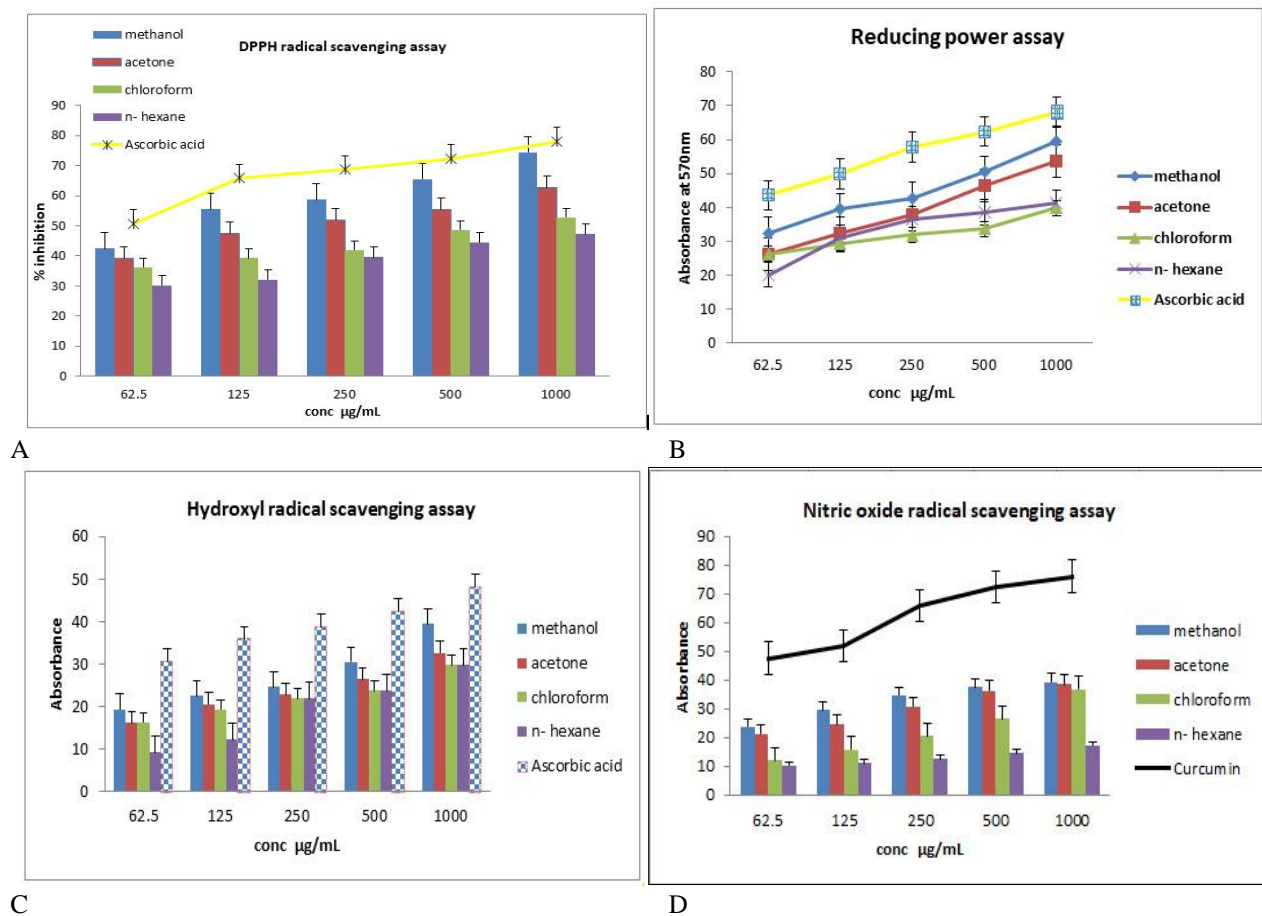 methanol
acetone
chloroform
n- hexane
Ascorbic acid
DPPH radical scavenging assay
% inhibition
90
80
70
60
50
40
30
20
10
0
62.5 125 250 500 1000
conc µg/mL
A
Reducing power assay
Absorbance at 570nm
80
70
60
50
40
30
20
10
0
62.5 125 250 500 1000
conc µg/mL
methanol
acetone
chloroform
n- hexane
Ascorbic acid
B
Hydroxyl radical scavenging assay
Absorbance
60
50
40
30
20
10
0
62.5 125 250 500 1000
conc µg/mL
methanol
acetone
chloroform
n- hexane
Ascorbic acid
C
Nitric oxide radical scavenging assay
Absorbance
90
80
70
60
50
40
30
20
10
0
62.5 125 250 500 1000
conc µg/mL
methanol
acetone
chloroform
n- hexane
Curcumin
D